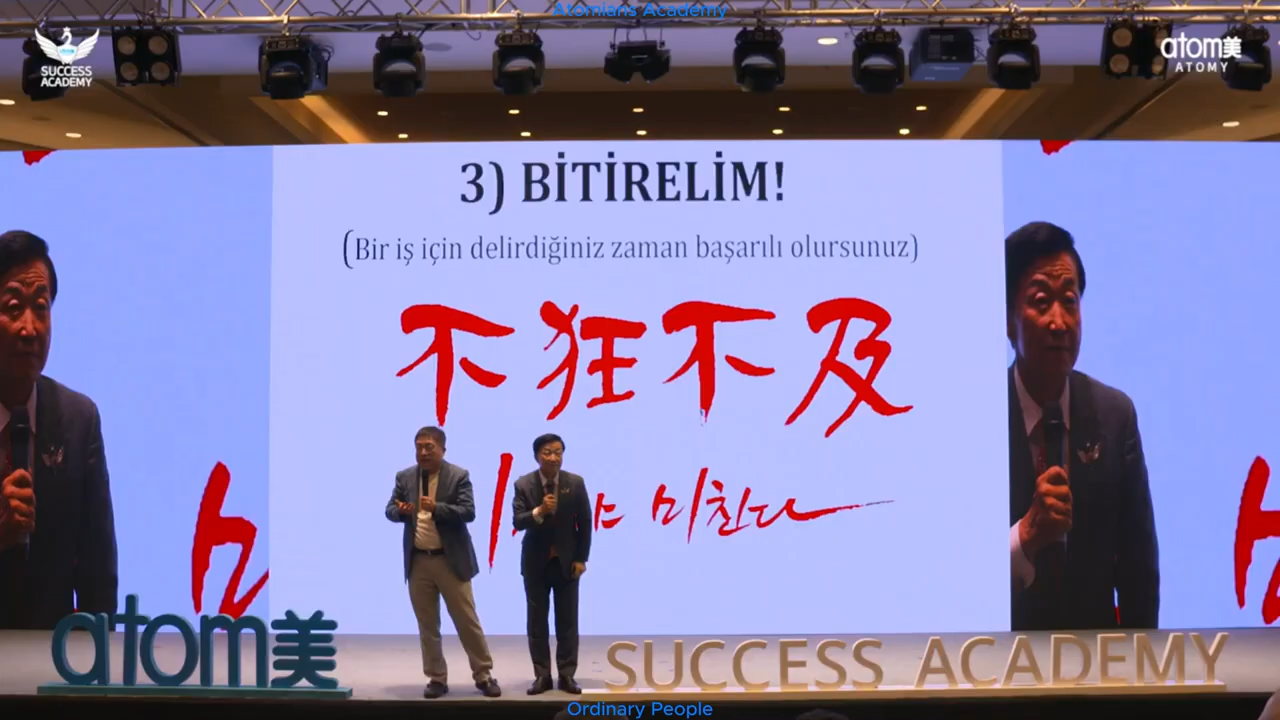 Atomians Academy
SUCCESS
ACADEMY
atom美
ATOMY
3) BİTİRELİM!
(Bir iş için delirdiğiniz zaman başarılı olursunuz)
不狂不及
미친다
atom美
SUCCESS ACADEMY
Ordinary People